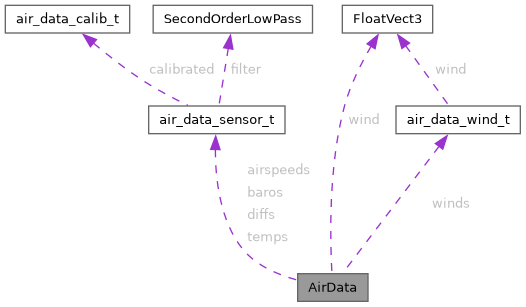 air_data_calib_t
SecondOrderLowPass
FloatVect3
calibrated
filter
wind
air_data_sensor_t
wind
air_data_wind_t
airspeeds
baros
diffs
temps
winds
AirData